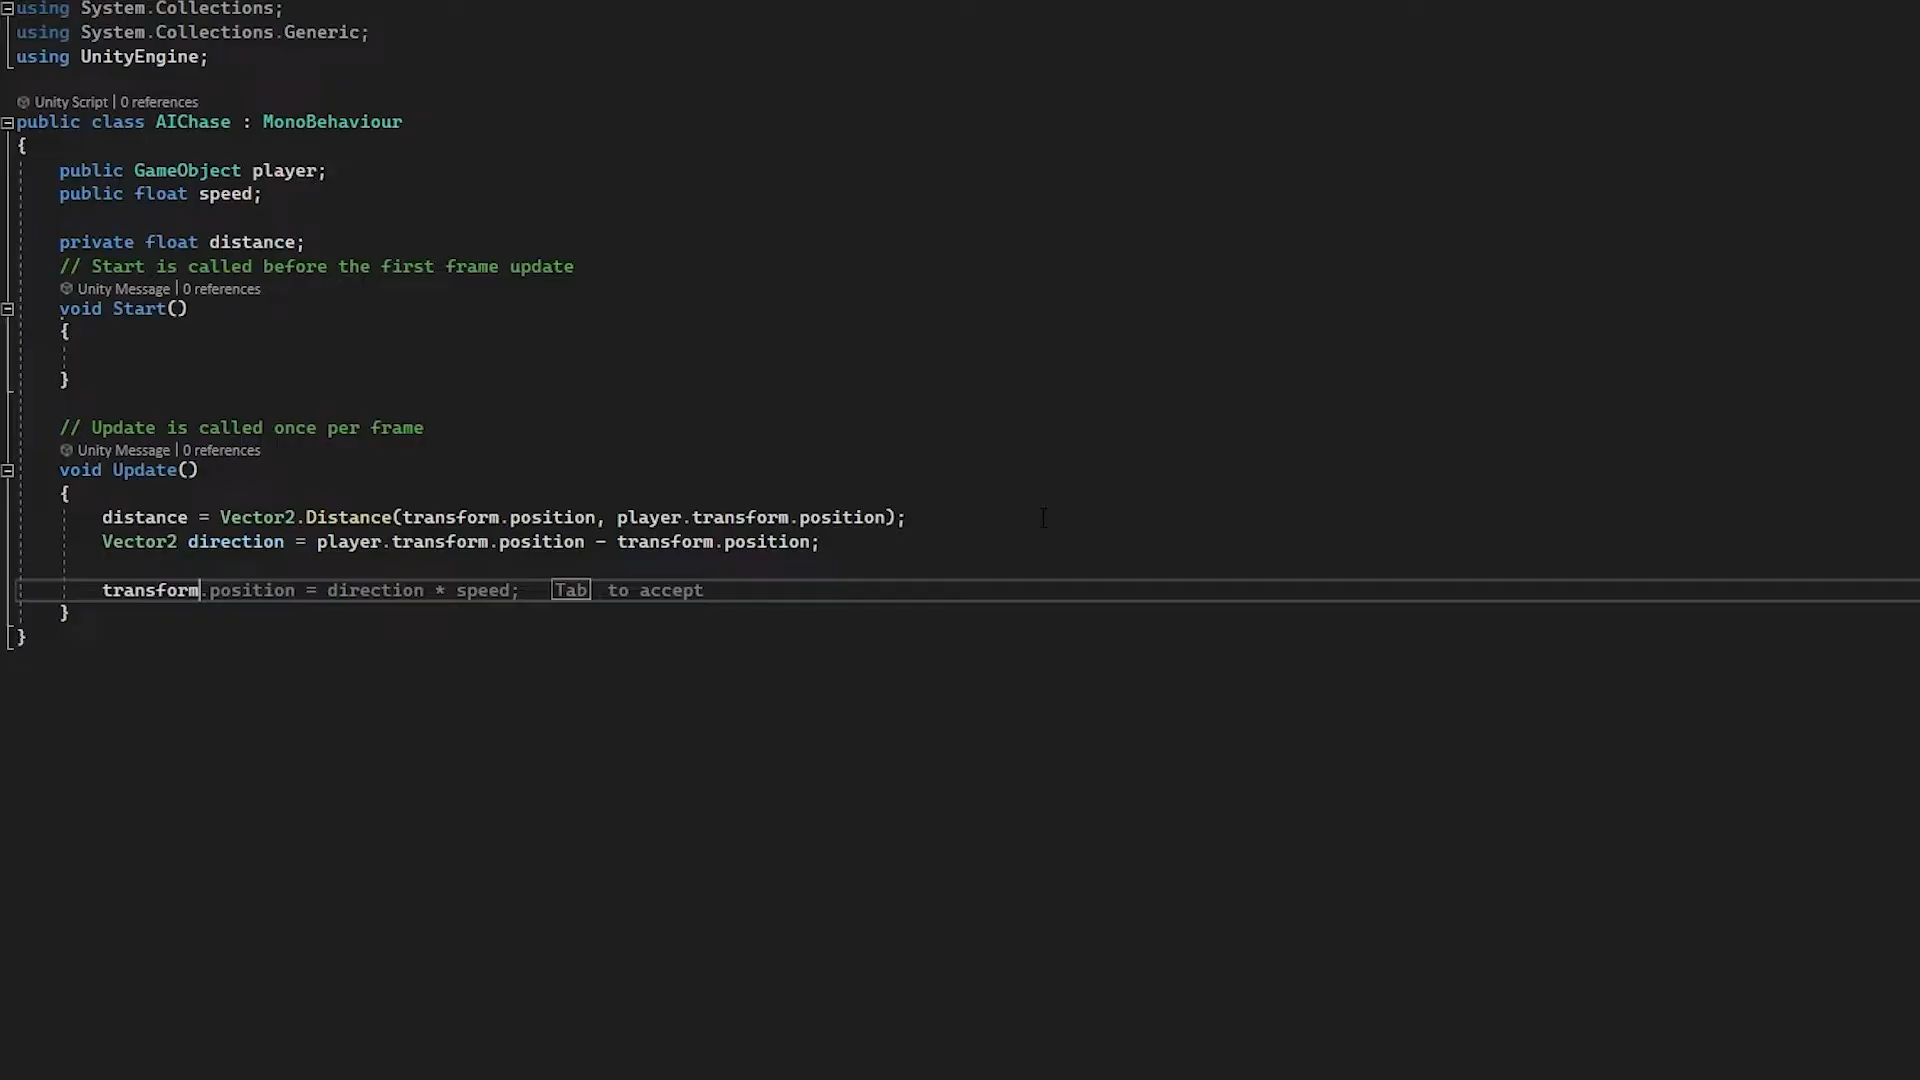 using System.Collections;
using System.Collections.Generic;
using UnityEngine;
Unity Script | 0 references
public class AIChase : MonoBehaviour
{
public GameObject player;
public float speed;
private float distance;
// Start is called before the first frame update
Unity Message | 0 references
void Start()
{
}
// Update is called once per frame
Unity Message | 0 references
void Update()
{
distance = Vector2.Distance(transform.position, player.transform.position);
Vector2 direction = player.transform.position - transform.position;
transform.position = direction * speed; Tab to accept
}
}